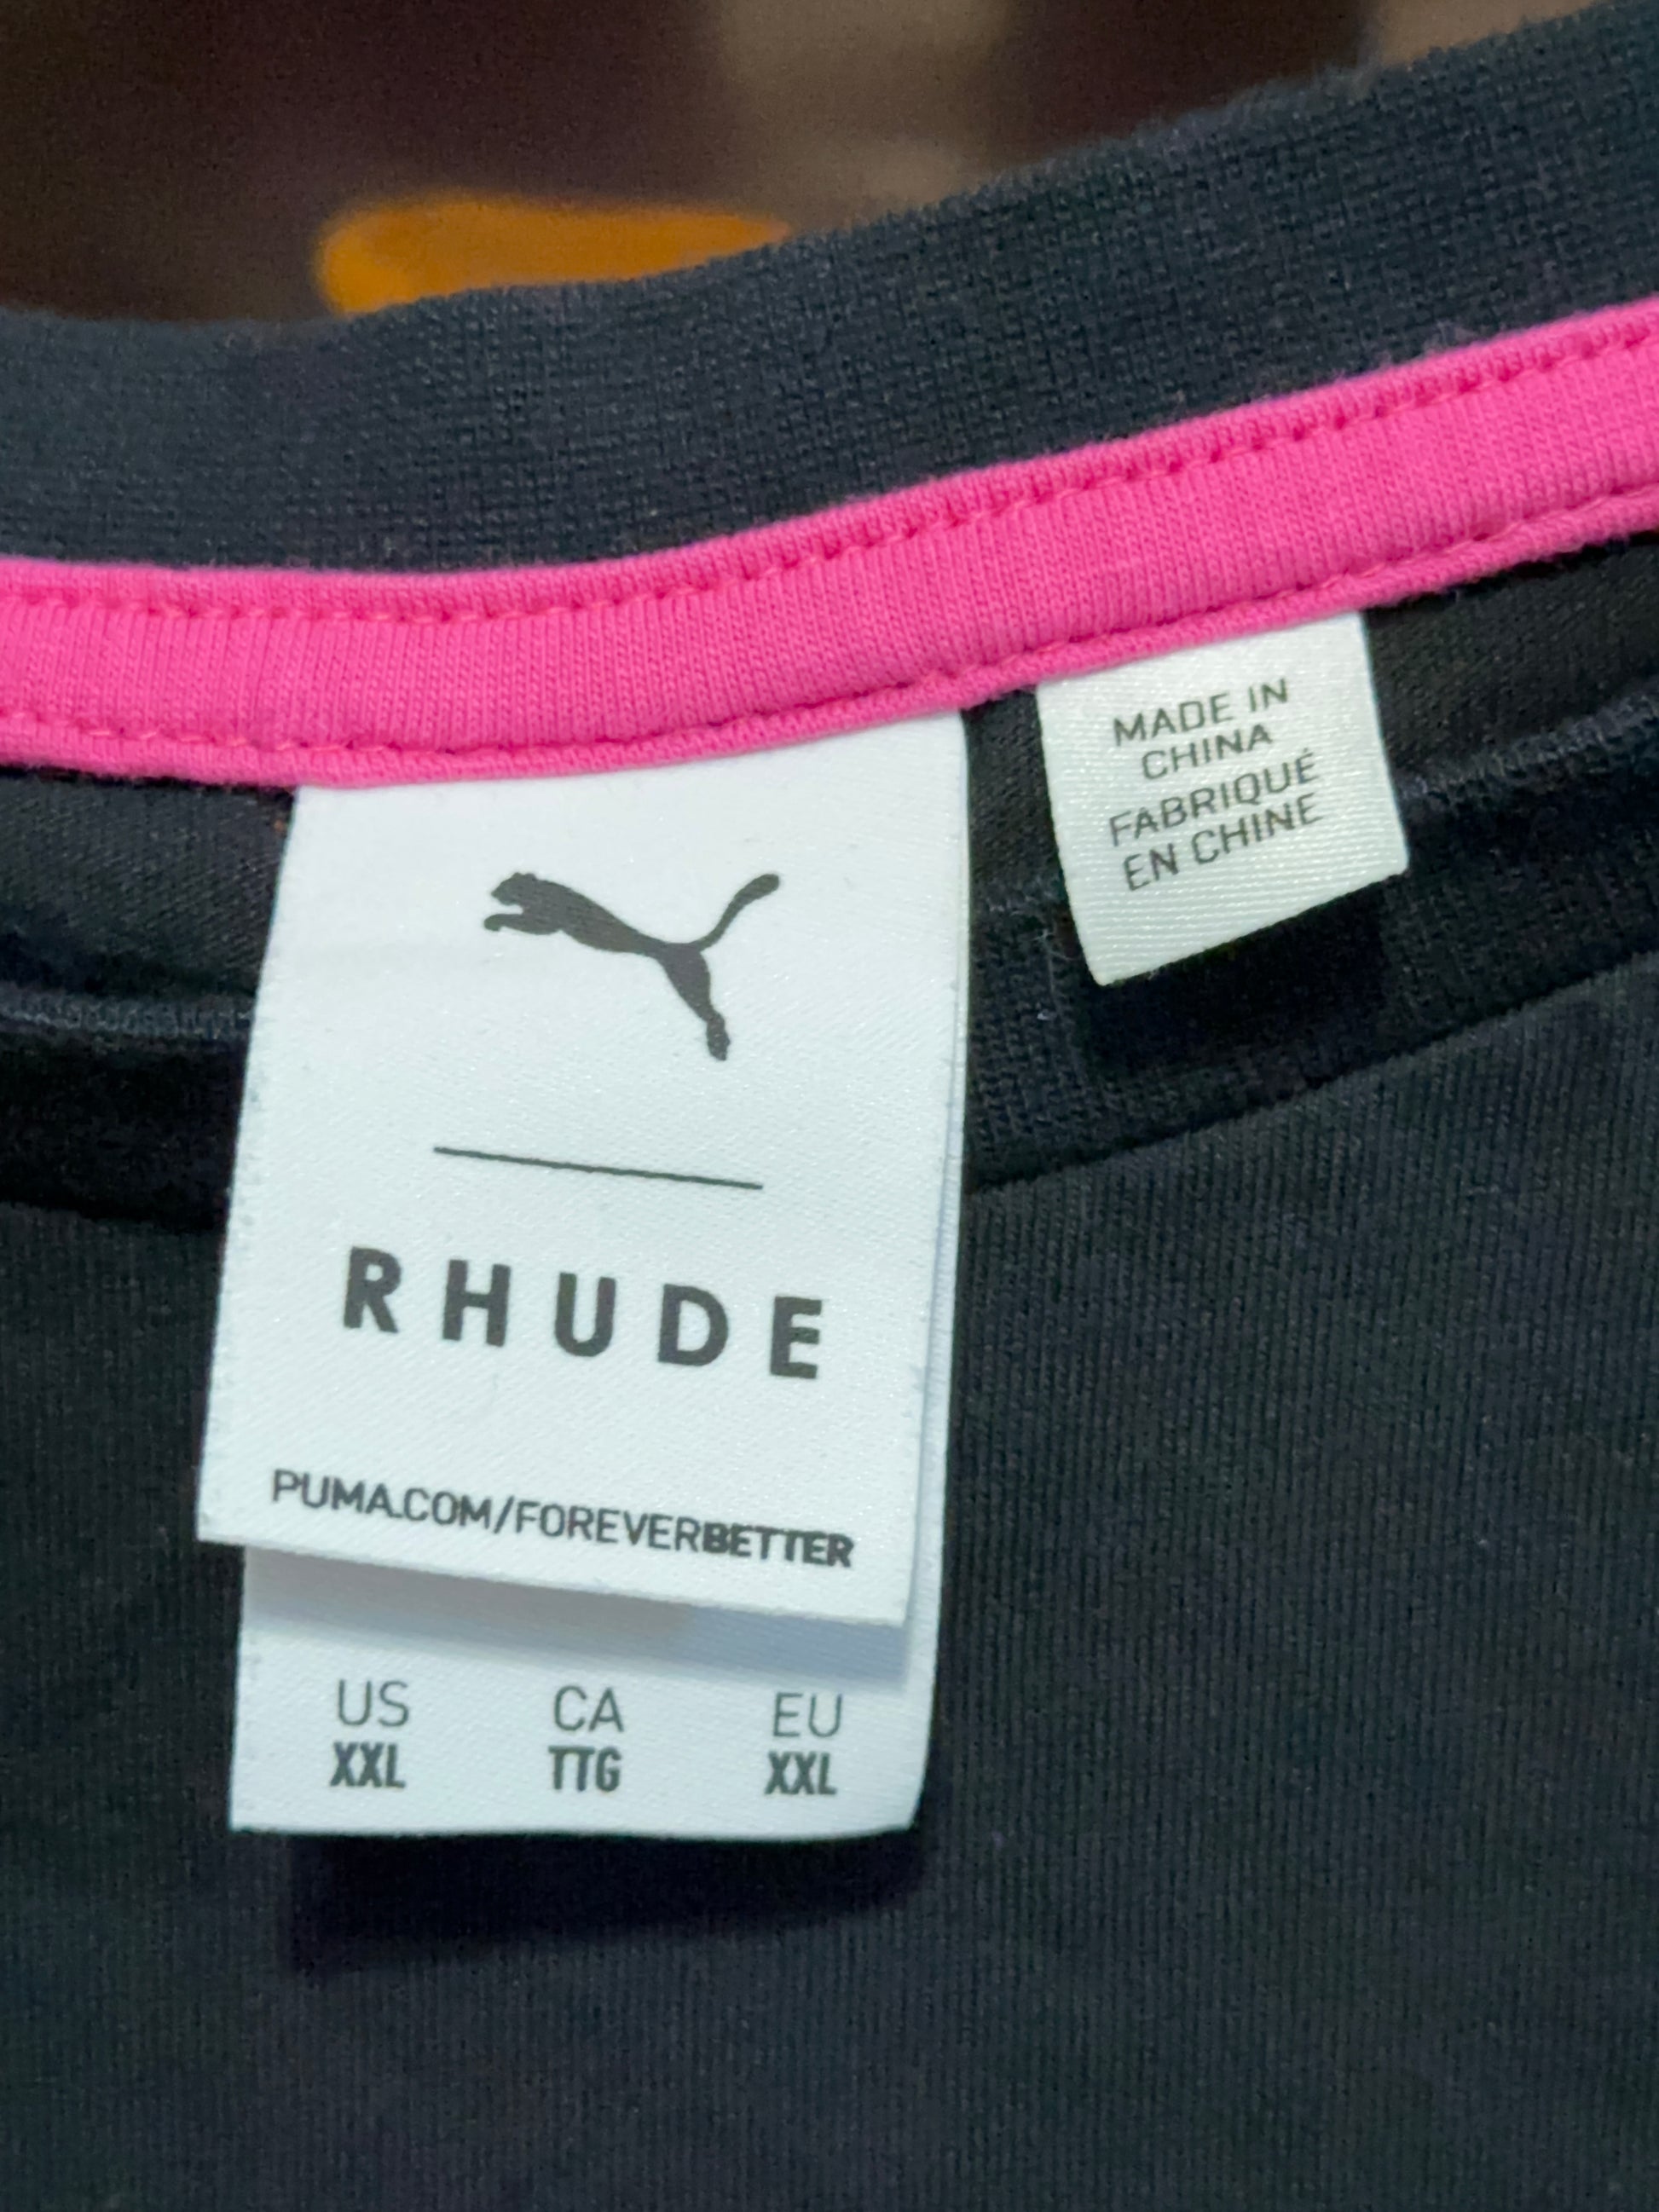 RHUDE
PUMA.COM/FOREVERBETTER
US CA EU
XXL TTG XXL
MADE IN
CHINA
FABRIQUÉ
EN CHINE